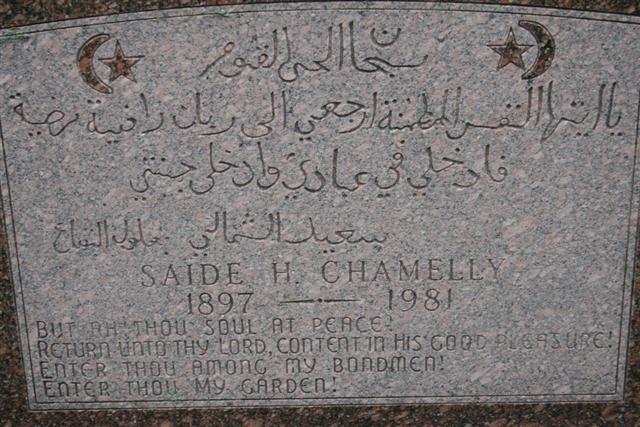 سبحان الحي القيوم
يا ايتها النفس المطمئنة ارجعي الى ربك راضية مرضية
فادخلي في عبادي وادخلي جنتي
سعيد الشمالي
SAIDE H. CHAMELLY
1897 — 1981
BUT AH! THOU SOUL AT PEACE!
RETURN UNTO THY LORD, CONTENT IN HIS GOOD PLEASURE!
ENTER THOU AMONG MY BONDMEN!
ENTER THOU MY GARDEN!